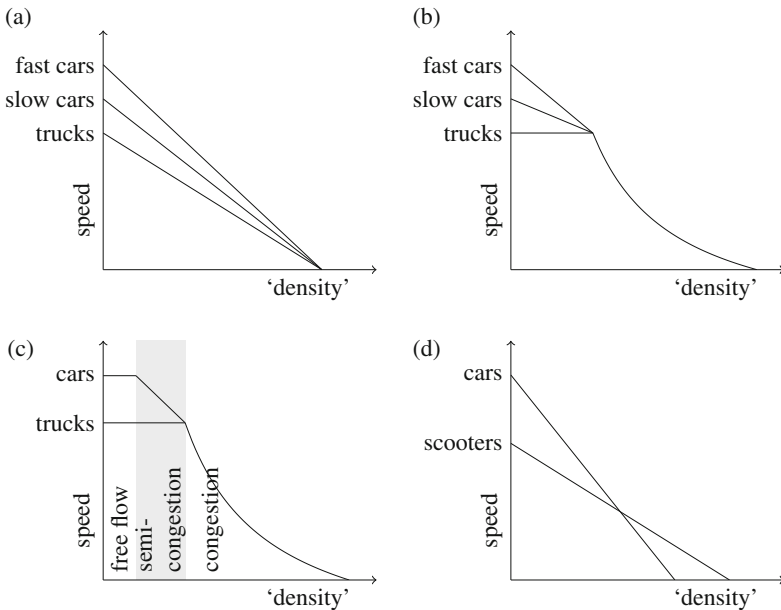 (a)
fast cars
slow cars
trucks
speed
‘density’
(b)
fast cars
slow cars
trucks
speed
‘density’
(c)
cars
trucks
speed
free flow
semi-
congestion
congestion
‘density’
(d)
cars
scooters
speed
‘density’